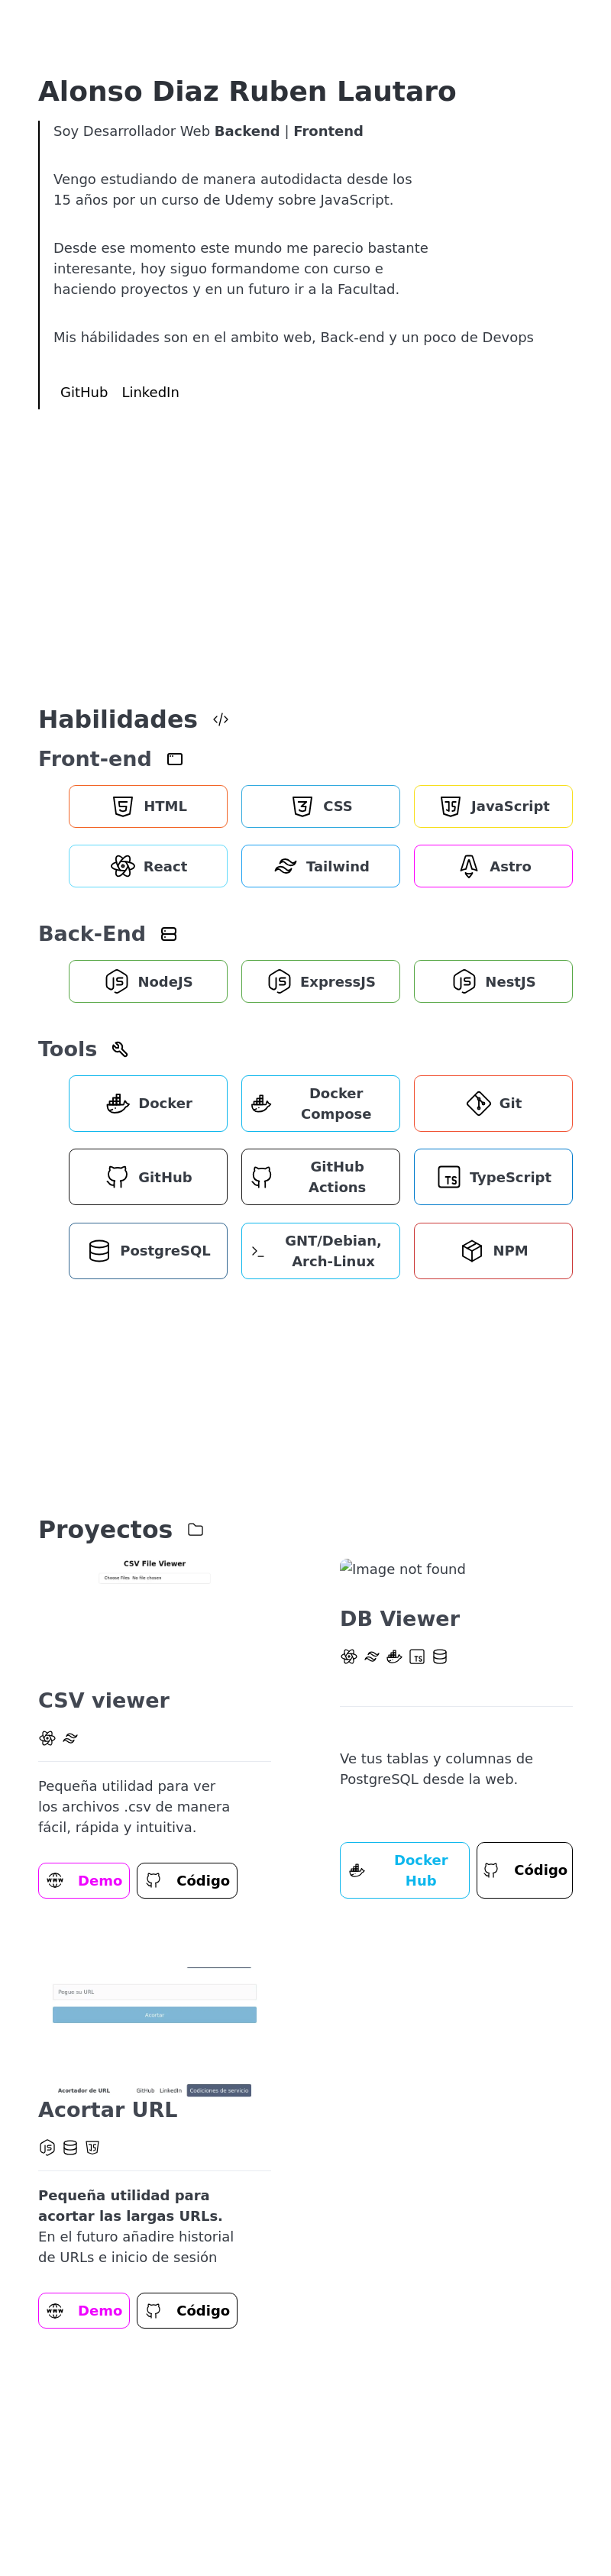 Alonso Diaz Ruben Lautaro
Soy Desarrollador Web Backend | Frontend
Vengo estudiando de manera autodidacta desde los
15 años por un curso de Udemy sobre JavaScript.
Desde ese momento este mundo me parecio bastante
interesante, hoy siguo formandome con curso e
haciendo proyectos y en un futuro ir a la Facultad.
Mis hábilidades son en el ambito web, Back-end y un poco de Devops
GitHub LinkedIn
Habilidades
Front-end
HTML
CSS
JavaScript
React
Tailwind
Astro
Back-End
NodeJS
ExpressJS
NestJS
Tools
Docker
Docker
Compose
Git
GitHub
GitHub
Actions
TypeScript
PostgreSQL
GNT/Debian,
Arch-Linux
NPM
Proyectos
CSV File Viewer
Choose Files No file chosen
CSV viewer
Pequeña utilidad para ver
los archivos .csv de manera
fácil, rápida y intuitiva.
Demo
Código
Image not found
DB Viewer
Ve tus tablas y columnas de
PostgreSQL desde la web.
Docker
Hub
Código
Pegue su URL
Acortar
Acortador de URL GitHub LinkedIn Codiciones de servicio
Acortar URL
Pequeña utilidad para
acortar las largas URLs.
En el futuro añadire historial
de URLs e inicio de sesión
Demo
Código